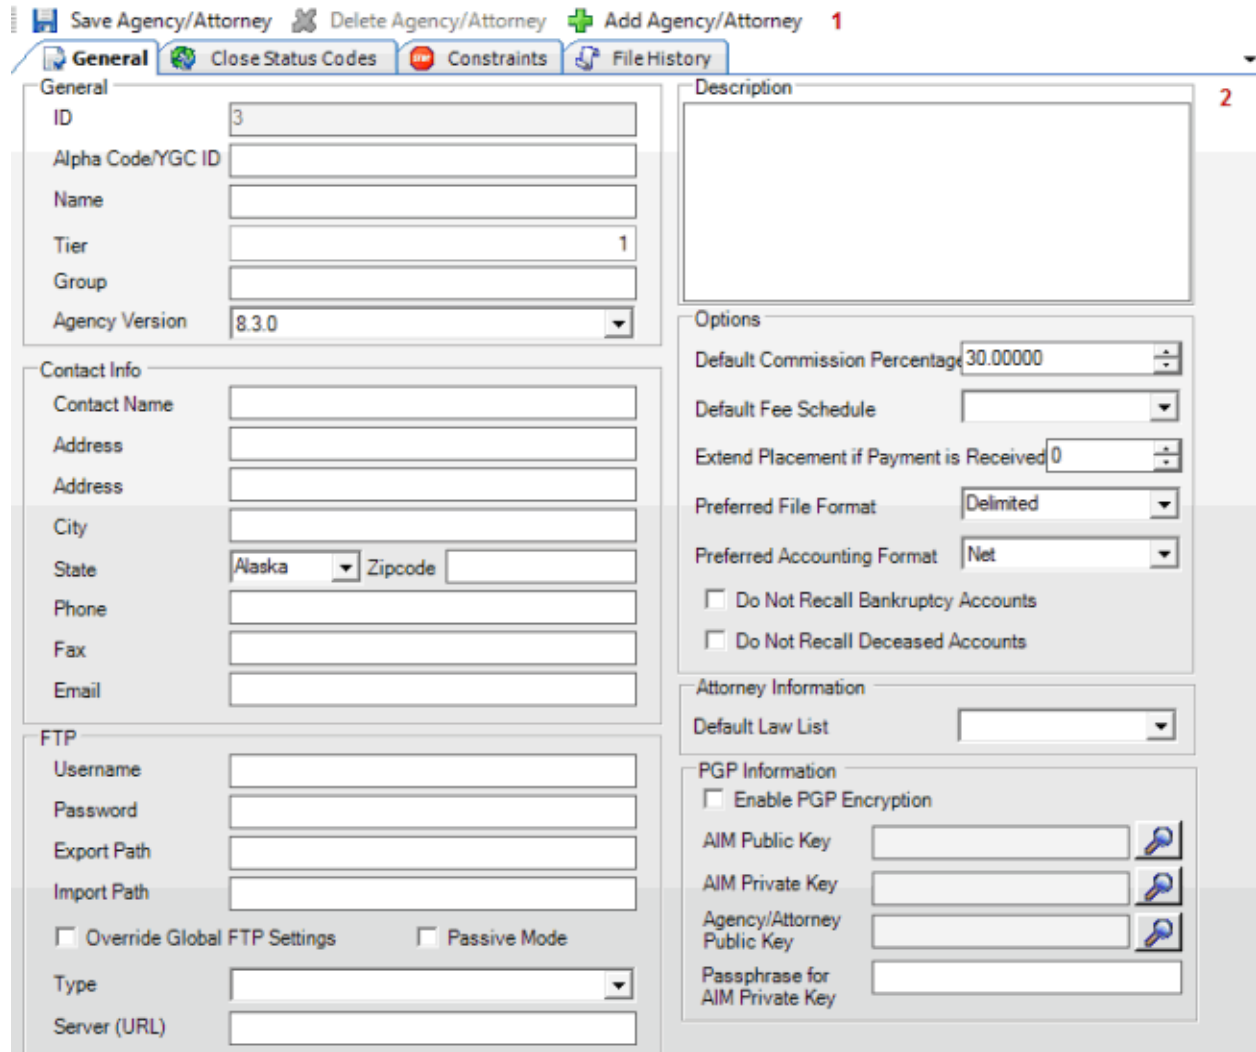 Save Agency/Attorney Delete Agency/Attorney Add Agency/Attorney 1
General Close Status Codes Constraints File History
2
General
ID 3
Alpha Code/YGC ID
Name
Tier 1
Group
Agency Version 8.3.0
Contact Info
Contact Name
Address
Address
City
State Alaska Zipcode
Phone
Fax
Email
FTP
Username
Password
Export Path
Import Path
Override Global FTP Settings Passive Mode
Type
Server (URL)
Description
Options
Default Commission Percentage 30.00000
Default Fee Schedule
Extend Placement if Payment is Received 0
Preferred File Format Delimited
Preferred Accounting Format Net
Do Not Recall Bankruptcy Accounts
Do Not Recall Deceased Accounts
Attorney Information
Default Law List
PGP Information
Enable PGP Encryption
AIM Public Key
AIM Private Key
Agency/Attorney
Public Key
Passphrase for
AIM Private Key